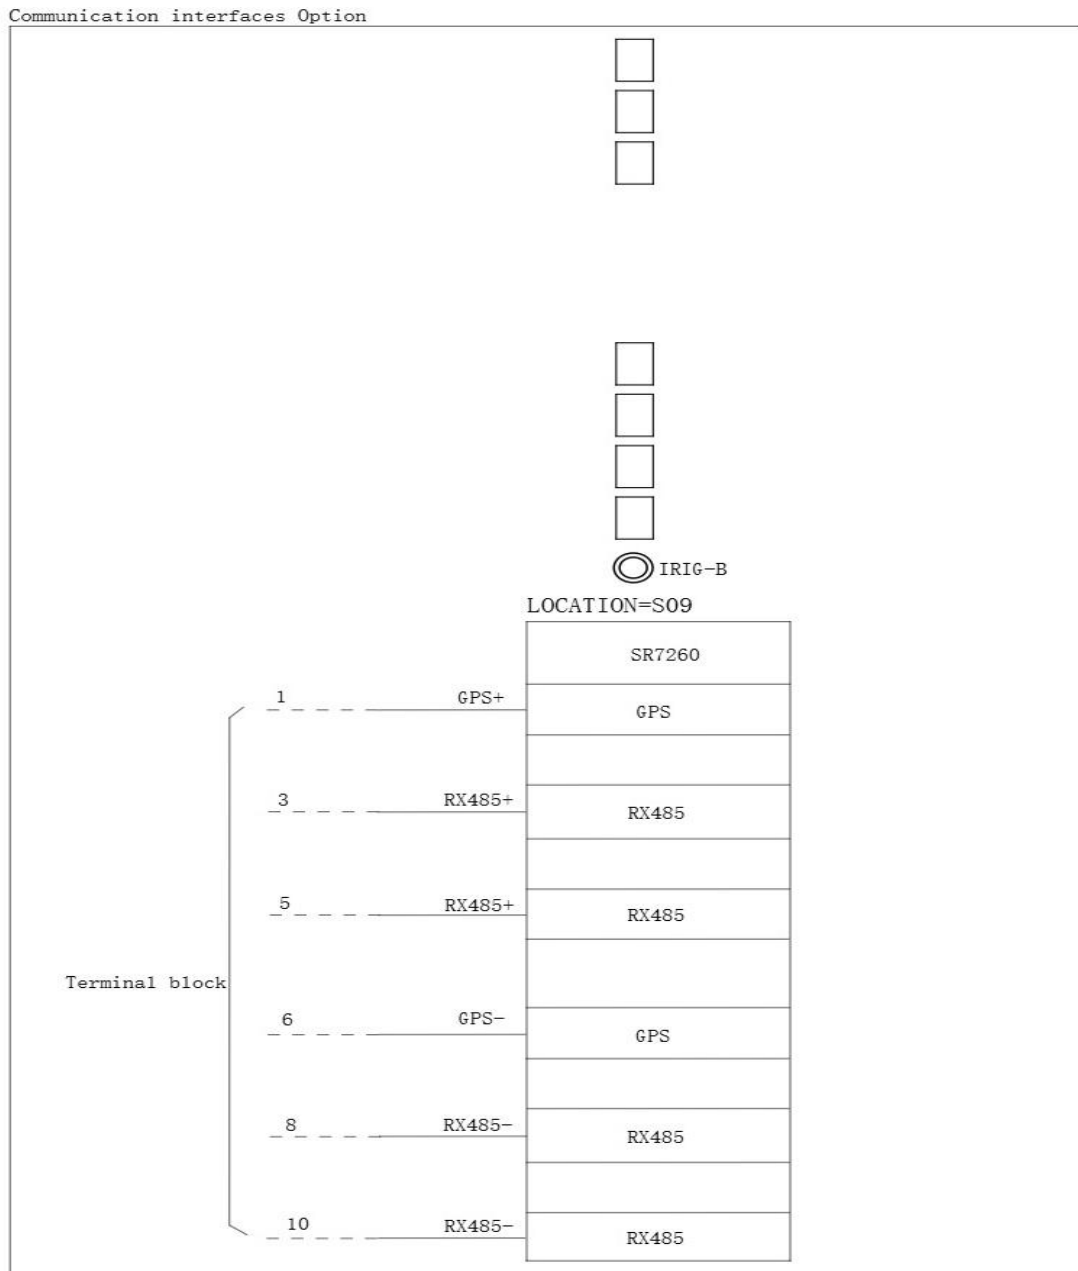 Communication interfaces Option
IRIG-B
LOCATION=S09
SR7260
1 GPS+ GPS
3 RX485+ RX485
5 RX485+ RX485
Terminal block
6 GPS- GPS
8 RX485- RX485
10 RX485- RX485